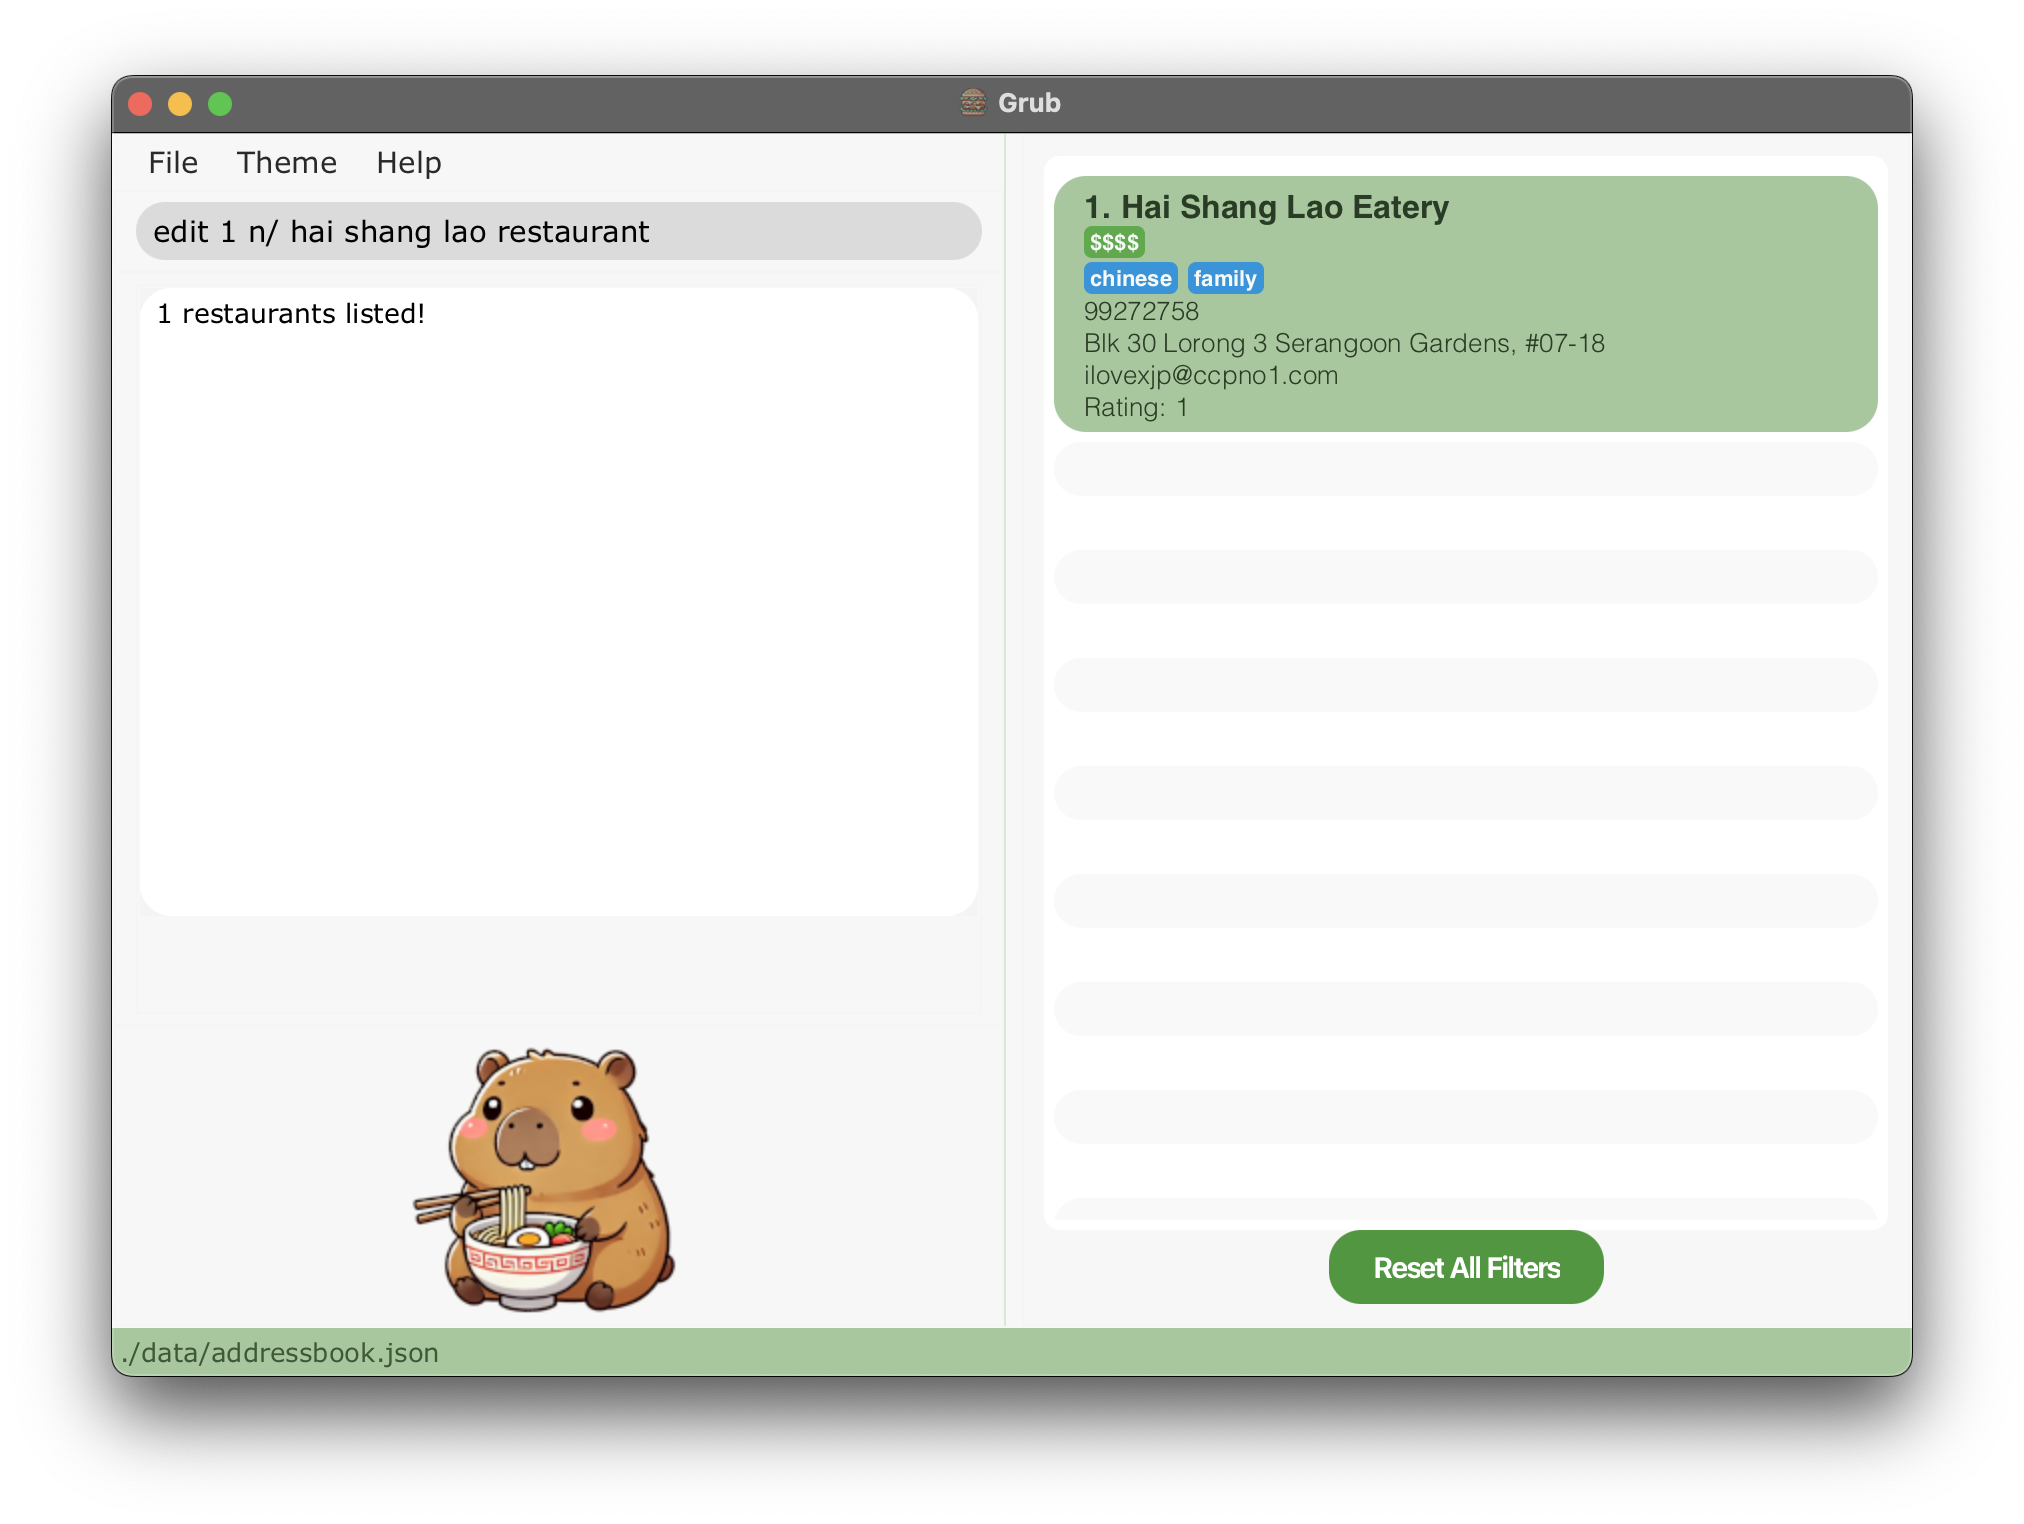 Grub
File Theme Help
edit 1 n/ hai shang lao restaurant
1 restaurants listed!
1. Hai Shang Lao Eatery
$$$$
chinese family
99272758
Blk 30 Lorong 3 Serangoon Gardens, #07-18
ilovexjp@ccpno1.com
Rating: 1
Reset All Filters
./data/addressbook.json